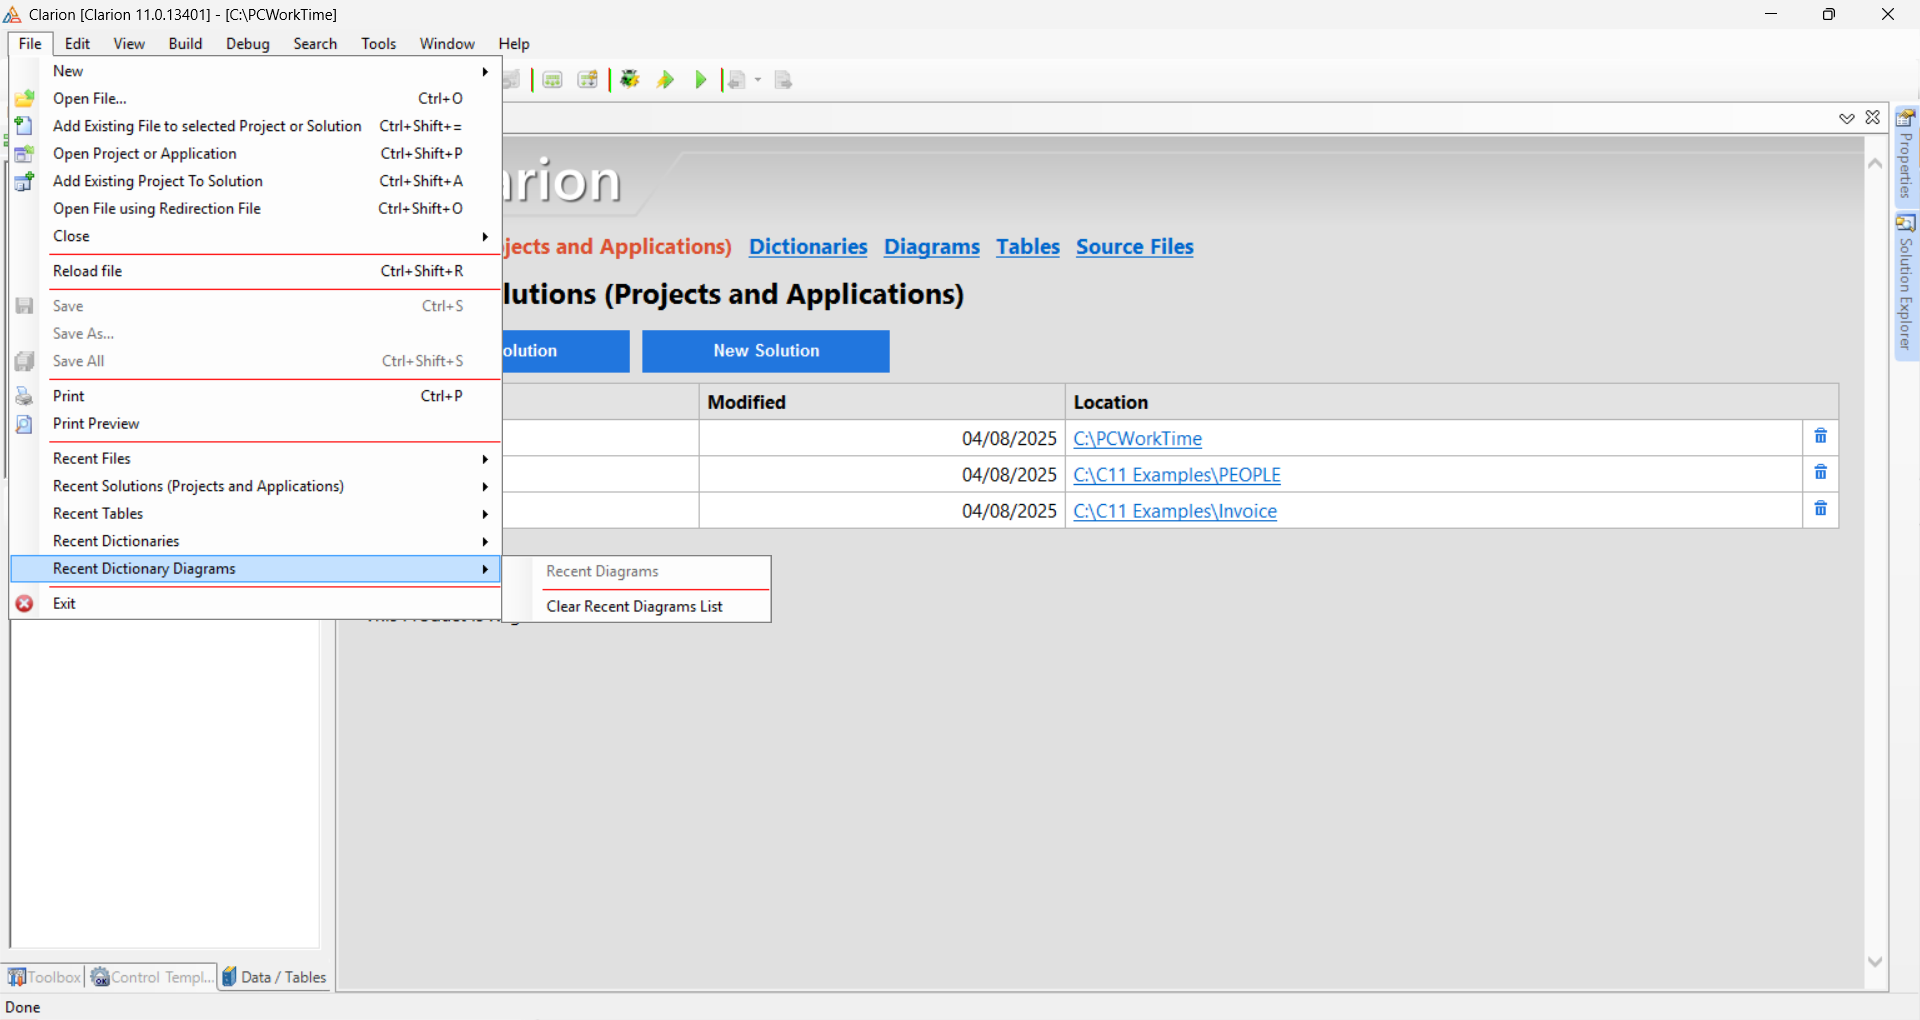 Clarion [Clarion 11.0.13401] - [C:\PCWorkTime]
File Edit View Build Debug Search Tools Window Help
New
Open File... Ctrl+O
Add Existing File to selected Project or Solution Ctrl+Shift+=
Open Project or Application Ctrl+Shift+P
Add Existing Project To Solution Ctrl+Shift+A
Open File using Redirection File Ctrl+Shift+O
Close
Reload file Ctrl+Shift+R
Save Ctrl+S
Save As...
Save All Ctrl+Shift+S
Print Ctrl+P
Print Preview
Recent Files
Recent Solutions (Projects and Applications)
Recent Tables
Recent Dictionaries
Recent Dictionary Diagrams
Exit
Recent Diagrams
Clear Recent Diagrams List
arion
jects and Applications) Dictionaries Diagrams Tables Source Files
lutions (Projects and Applications)
olution New Solution
Modified Location
04/08/2025 C:\PCWorkTime
04/08/2025 C:\C11 Examples\PEOPLE
04/08/2025 C:\C11 Examples\Invoice
Properties
Solution Explorer
Toolbox Control Templ... Data / Tables
Done